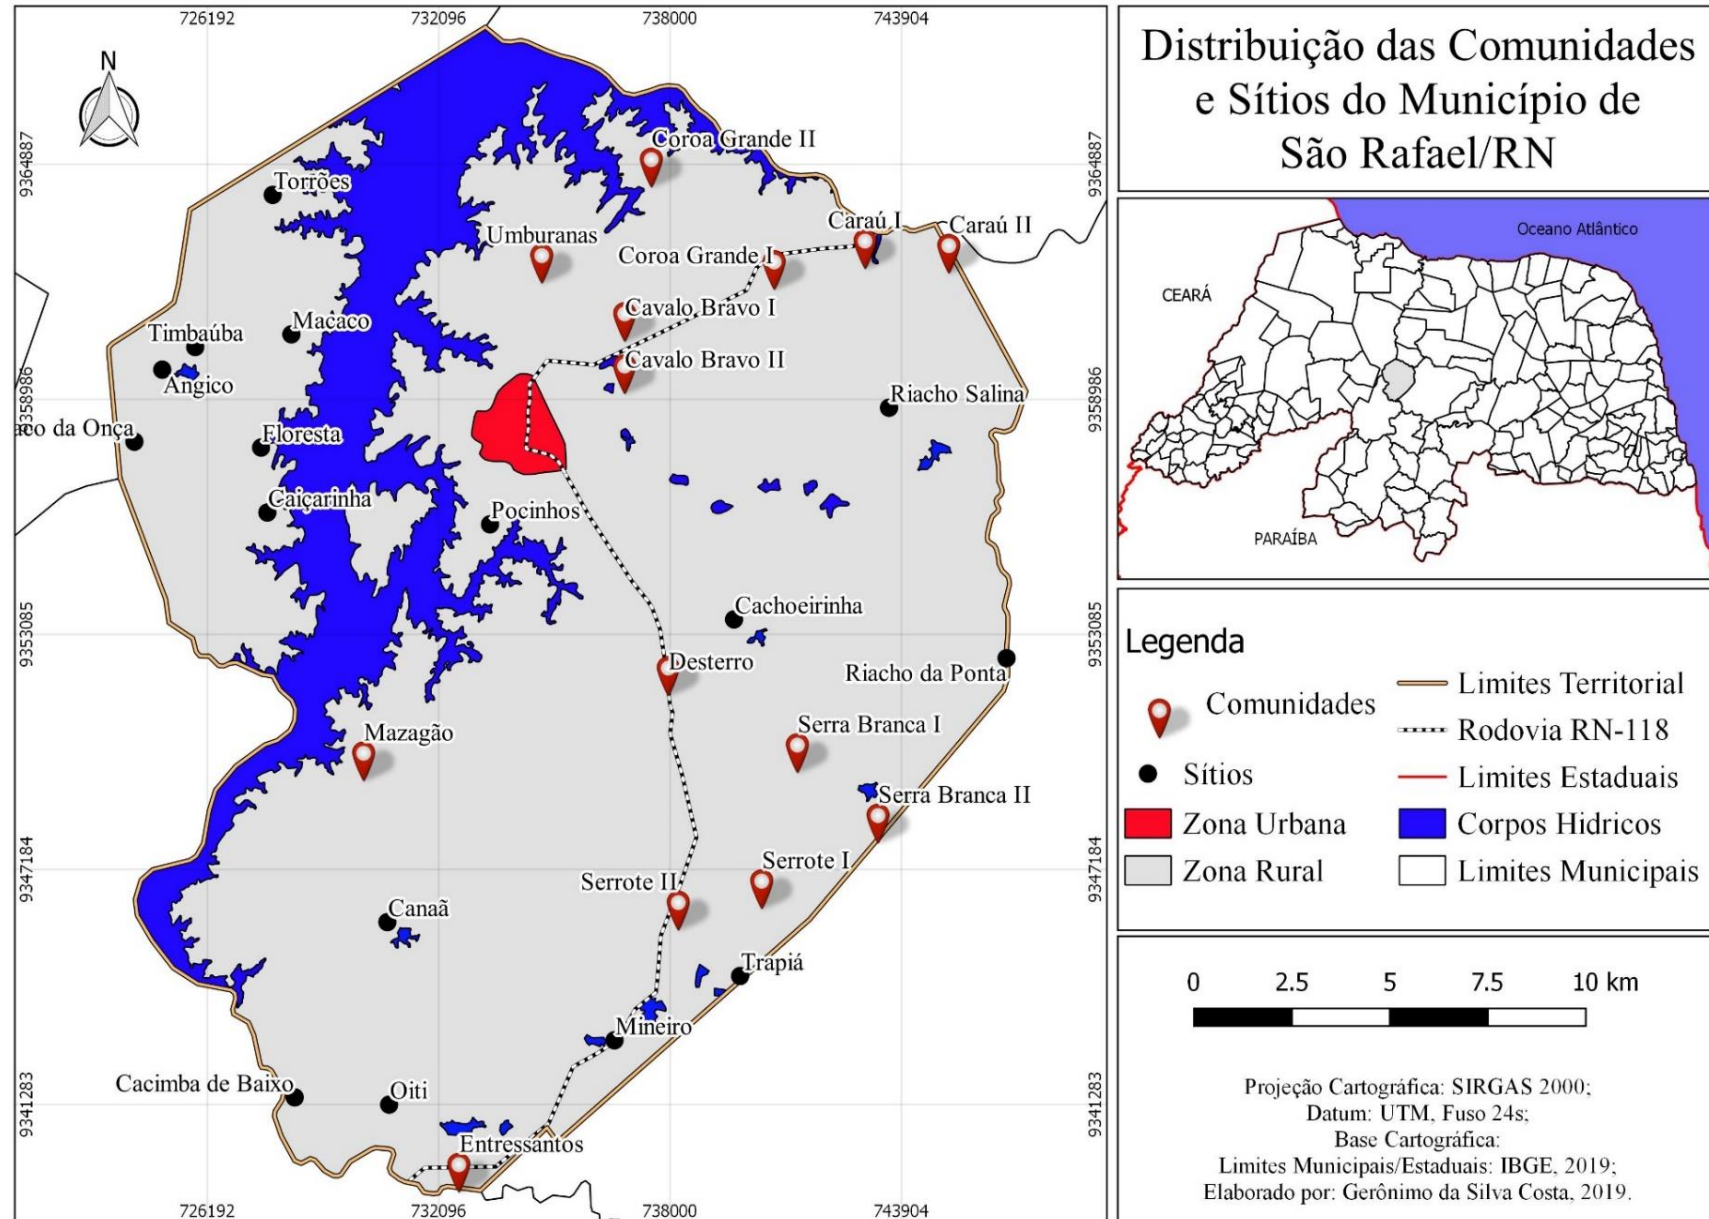 726192
732096
738000
743904
N
9364887
9364887
Coroa Grande II
Torrões
Caraú I
Caraú II
Umburanas
Coroa Grande I
Cavalo Bravo I
Macaco
Timbaúba
Cavalo Bravo II
Angico
9358986
9358986
Riacho Salina
aco da Onça
Floresta
Caiçarinha
Pocinhos
Cachoeirinha
9353085
9353085
Desterro
Riacho da Ponta
Mazagão
Serra Branca I
Serra Branca II
9347184
9347184
Serrote I
Serrote II
Canaã
Trapiá
Mineiro
Cacimba de Baixo
Oiti
9341283
9341283
Entressantos
726192
732096
738000
743904
Distribuição das Comunidades
e Sítios do Município de
São Rafael/RN
Oceano Atlântico
CEARÁ
PARAÍBA
Legenda
Comunidades
Sítios
Zona Urbana
Zona Rural
Limites Territorial
Rodovia RN-118
Limites Estaduais
Corpos Hidricos
Limites Municipais
0 2.5 5 7.5 10 km
Projeção Cartográfica: SIRGAS 2000;
Datum: UTM, Fuso 24s;
Base Cartográfica:
Limites Municipais/Estaduais: IBGE, 2019;
Elaborado por: Gerônimo da Silva Costa, 2019.